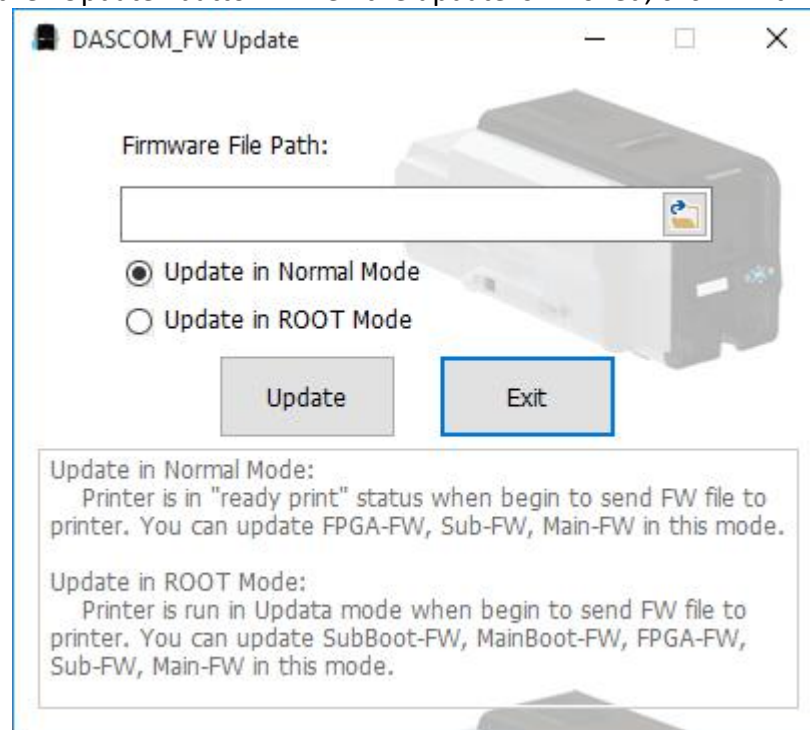 DASCOM_FW Update
Firmware File Path:
Update in Normal Mode
Update in ROOT Mode
Update
Exit
Update in Normal Mode:
Printer is in "ready print" status when begin to send FW file to
printer. You can update FPGA-FW, Sub-FW, Main-FW in this mode.
Update in ROOT Mode:
Printer is run in Updata mode when begin to send FW file to
printer. You can update SubBoot-FW, MainBoot-FW, FPGA-FW,
Sub-FW, Main-FW in this mode.